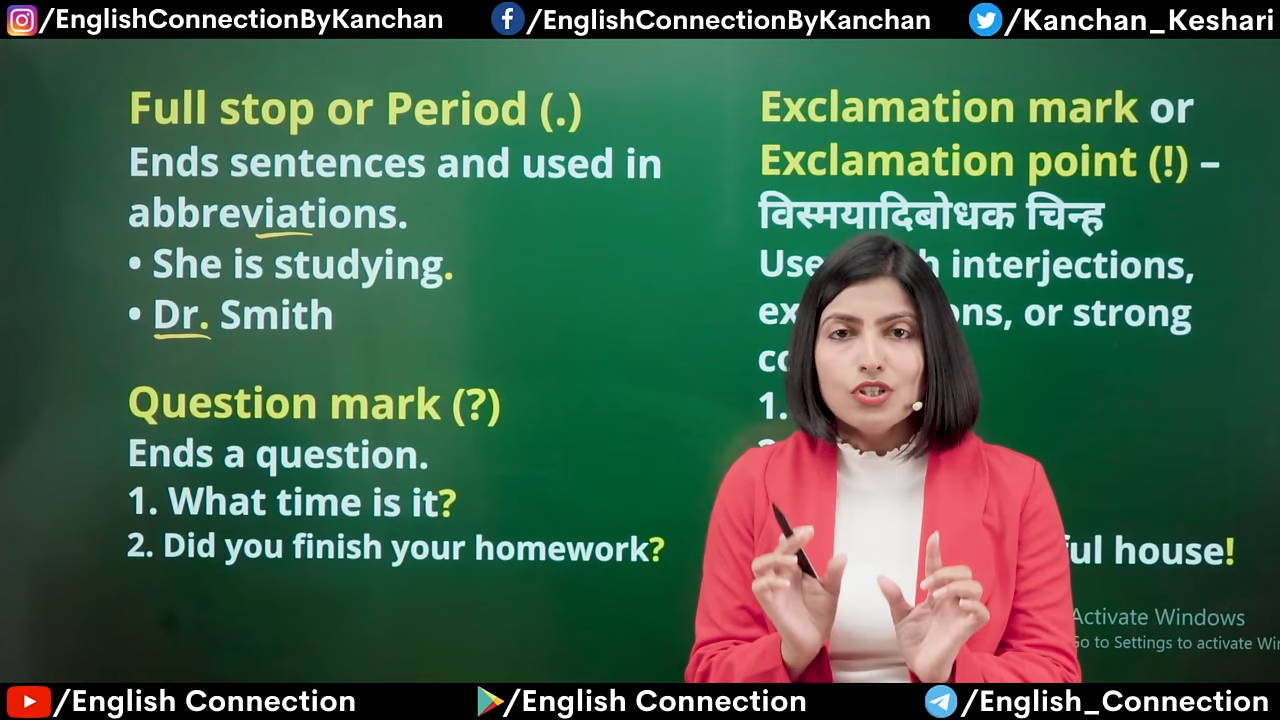 /EnglishConnectionByKanchan
/EnglishConnectionByKanchan
/Kanchan_Keshari
Full stop or Period (.)
Ends sentences and used in
abbreviations.
• She is studying.
• Dr. Smith
Question mark (?)
Ends a question.
1. What time is it?
2. Did you finish your homework?
Exclamation mark or
Exclamation point (!) –
विस्मयादिबोधक चिन्ह
interjections,
or strong
1.
house!
Activate Windows
Go to Settings to activate
/English Connection
/English Connection
/English_Connection